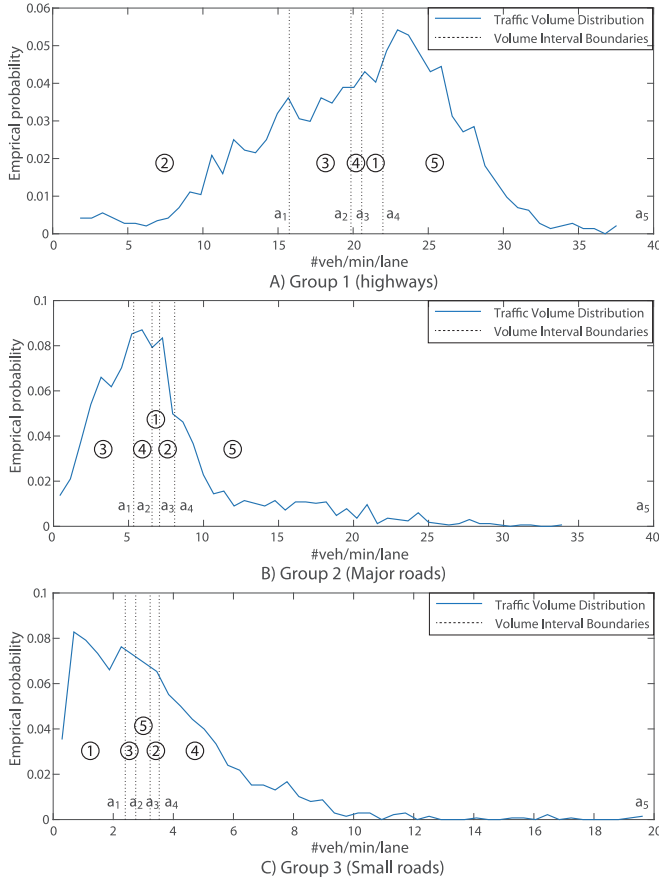 0.06
0.05
0.04
0.03
0.02
0.01
0
Emprical probability
Traffic Volume Distribution
Volume Interval Boundaries
② ③ ④ ① ⑤
a₁ a₂ a₃ a₄ a₅
0 5 10 15 20 25 30 35 40
#veh/min/lane
A) Group 1 (highways)
0.1
0.08
0.06
0.04
0.02
0
Emprical probability
Traffic Volume Distribution
Volume Interval Boundaries
①
③ ④ ② ⑤
a₁ a₂ a₃ a₄ a₅
0 5 10 15 20 25 30 35 40
#veh/min/lane
B) Group 2 (Major roads)
0.1
0.08
0.06
0.04
0.02
0
Emprical probability
Traffic Volume Distribution
Volume Interval Boundaries
⑤
① ③ ② ④
a₁ a₂ a₃ a₄ a₅
0 2 4 6 8 10 12 14 16 18 20
#veh/min/lane
C) Group 3 (Small roads)